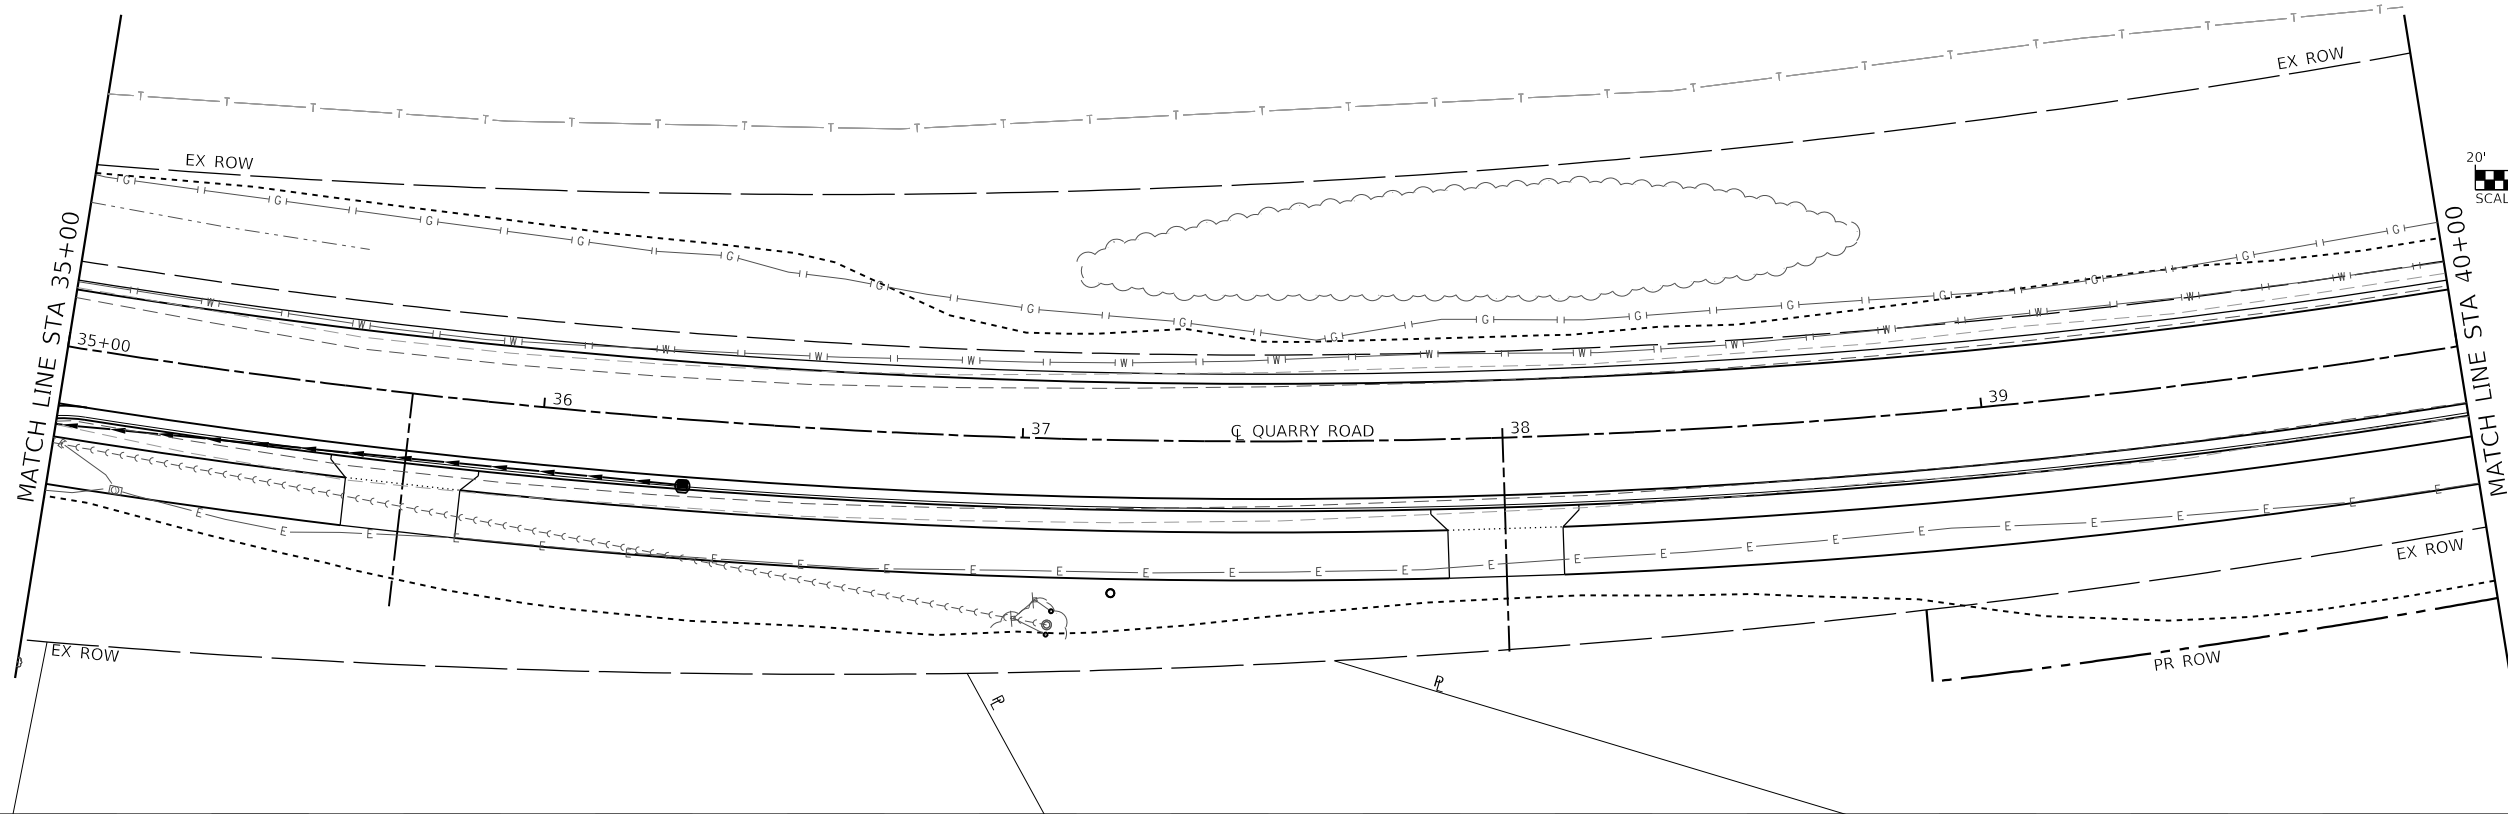 EX ROW
EX ROW
20'
SCAL
MATCH LINE STA 35+00
MATCH LINE STA 40+00
35+00
36
37
℄ QUARRY ROAD
38
39
EX ROW
EX ROW
PR ROW
℄
℄
T T T T T T T T T T T T T T T T T T T T T T T T T T T
G G G G G G G G G G G G G G G G
W W W W W W W W W W W W W W W
E E E E E E E E E E E E E E E E E E E E E E E E E E E